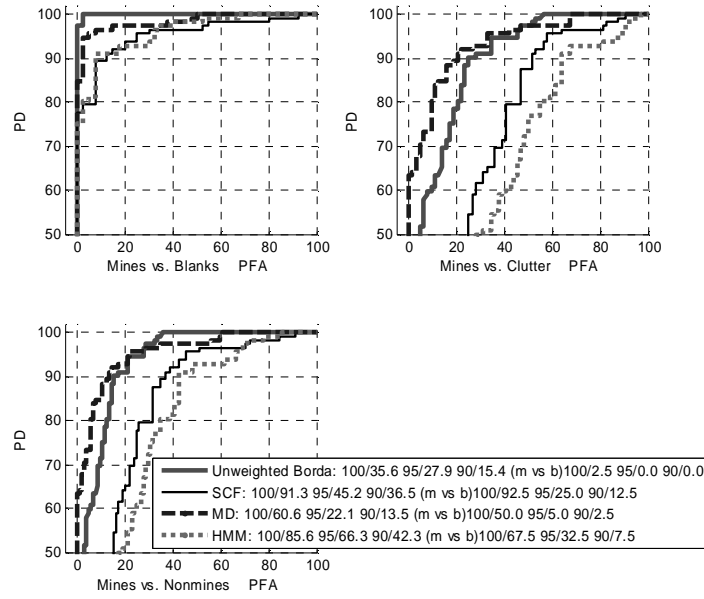 100
90
80
70
60
50
PD
0 20 40 60 80 100
Mines vs. Blanks PFA
100
90
80
70
60
50
PD
0 20 40 60 80 100
Mines vs. Clutter PFA
100
90
80
70
60
50
PD
0 20 40 60 80 100
Mines vs. Nonmines PFA
Unweighted Borda: 100/35.6 95/27.9 90/15.4 (m vs b)100/2.5 95/0.0 90/0.0
SCF: 100/91.3 95/45.2 90/36.5 (m vs b)100/92.5 95/25.0 90/12.5
MD: 100/60.6 95/22.1 90/13.5 (m vs b)100/50.0 95/5.0 90/2.5
HMM: 100/85.6 95/66.3 90/42.3 (m vs b)100/67.5 95/32.5 90/7.5